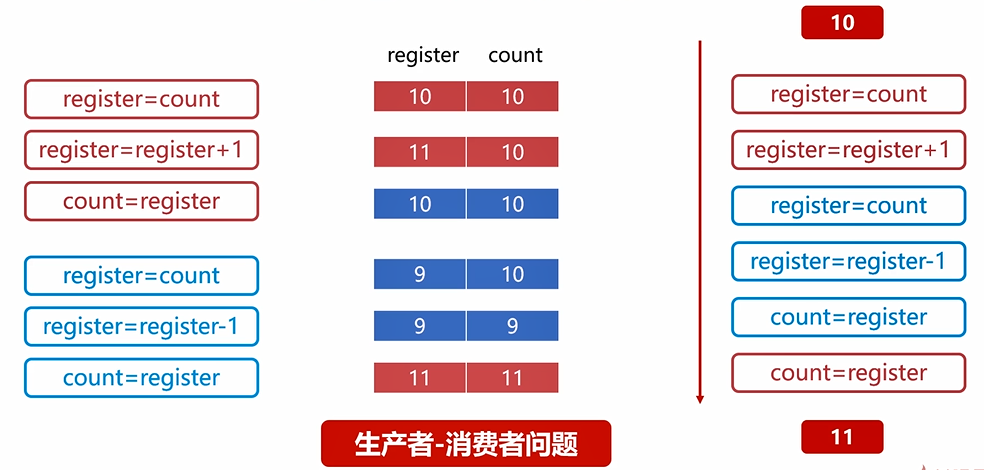 10
register count
register=count
register=register+1
count=register
register=count
register=register-1
count=register
10 10
11 10
10 10
9 10
9 9
11 11
register=count
register=register+1
register=count
register=register-1
count=register
count=register
生产者-消费者问题
11